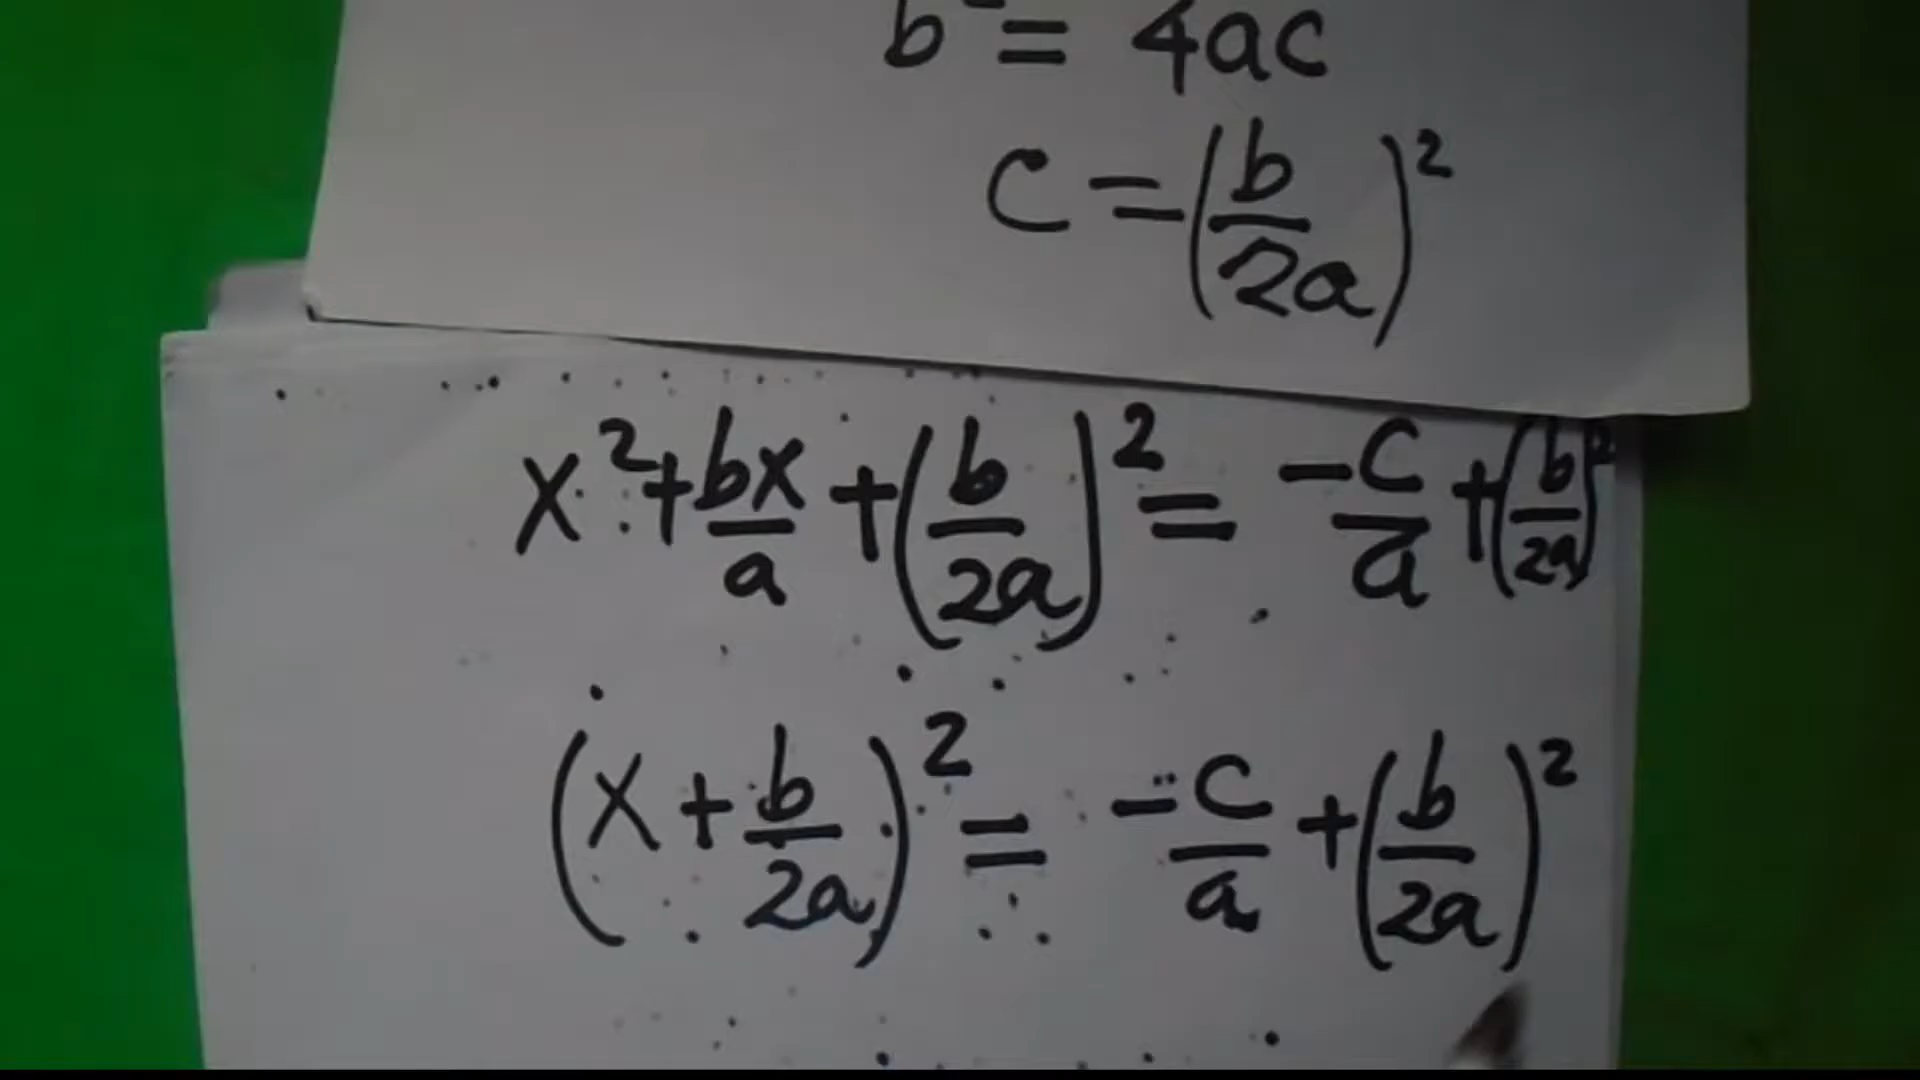 b² = 4ac
c = (b/2a)²
x² + bx/a + (b/2a)² = -c/a + (b/2a)²
(x + b/2a)² = -c/a + (b/2a)²